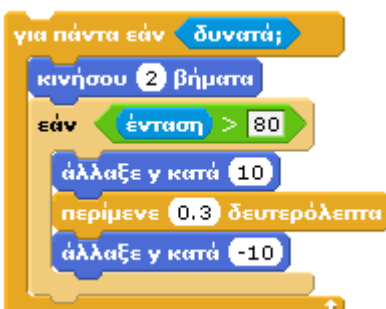 για πάντα εάν δυνατά;
κινήσου 2 βήματα
εάν ένταση > 80
άλλαξε y κατά 10
περίμενε 0.3 δευτερόλεπτα
άλλαξε y κατά -10